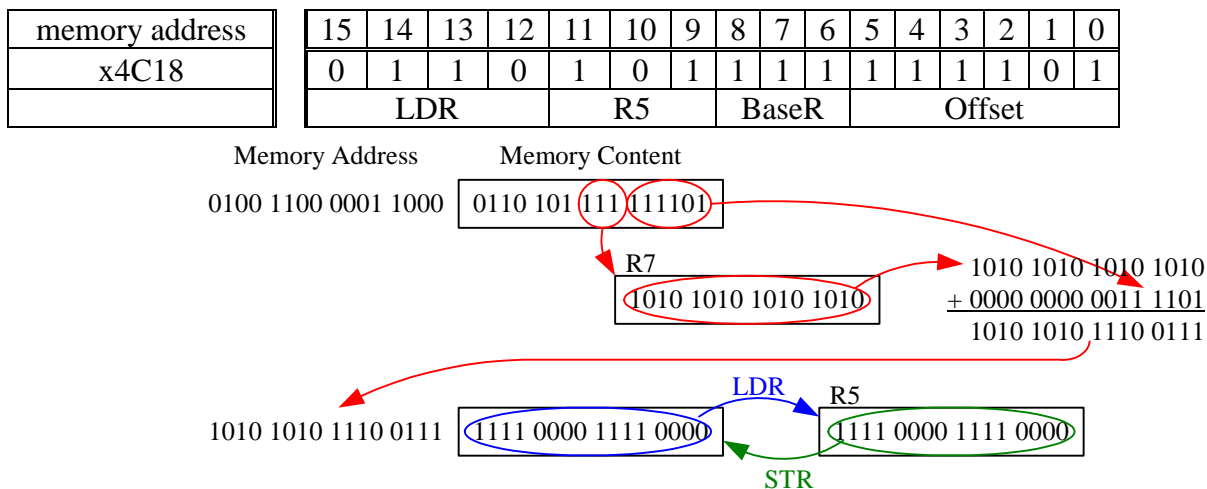 memory address 15 14 13 12 11 10 9 8 7 6 5 4 3 2 1 0
x4C18 0 1 1 0 1 0 1 1 1 1 1 1 1 1 0 1
LDR R5 BaseR Offset
Memory Address Memory Content
0100 1100 0001 1000 0110 101 111 111101
R7
1010 1010 1010 1010 1010 1010 1010 1010
+ 0000 0000 0011 1101
1010 1010 1110 0111
LDR R5
1010 1010 1110 0111 1111 0000 1111 0000 1111 0000 1111 0000
STR